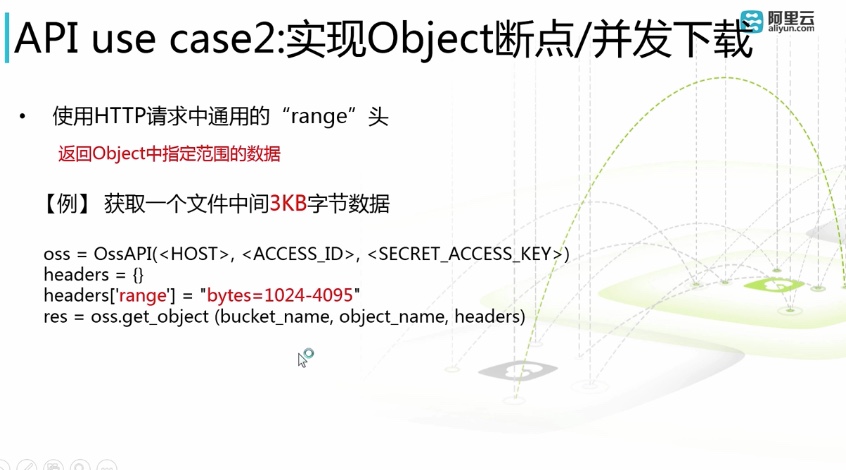 API use case2:实现Object断点/并发下载
阿里云
aliyun.com
• 使用HTTP请求中通用的“range”头
返回Object中指定范围的数据
【例】 获取一个文件中间3KB字节数据
oss = OssAPI(<HOST>, <ACCESS_ID>, <SECRET_ACCESS_KEY>)
headers = {}
headers['range'] = "bytes=1024-4095"
res = oss.get_object (bucket_name, object_name, headers)